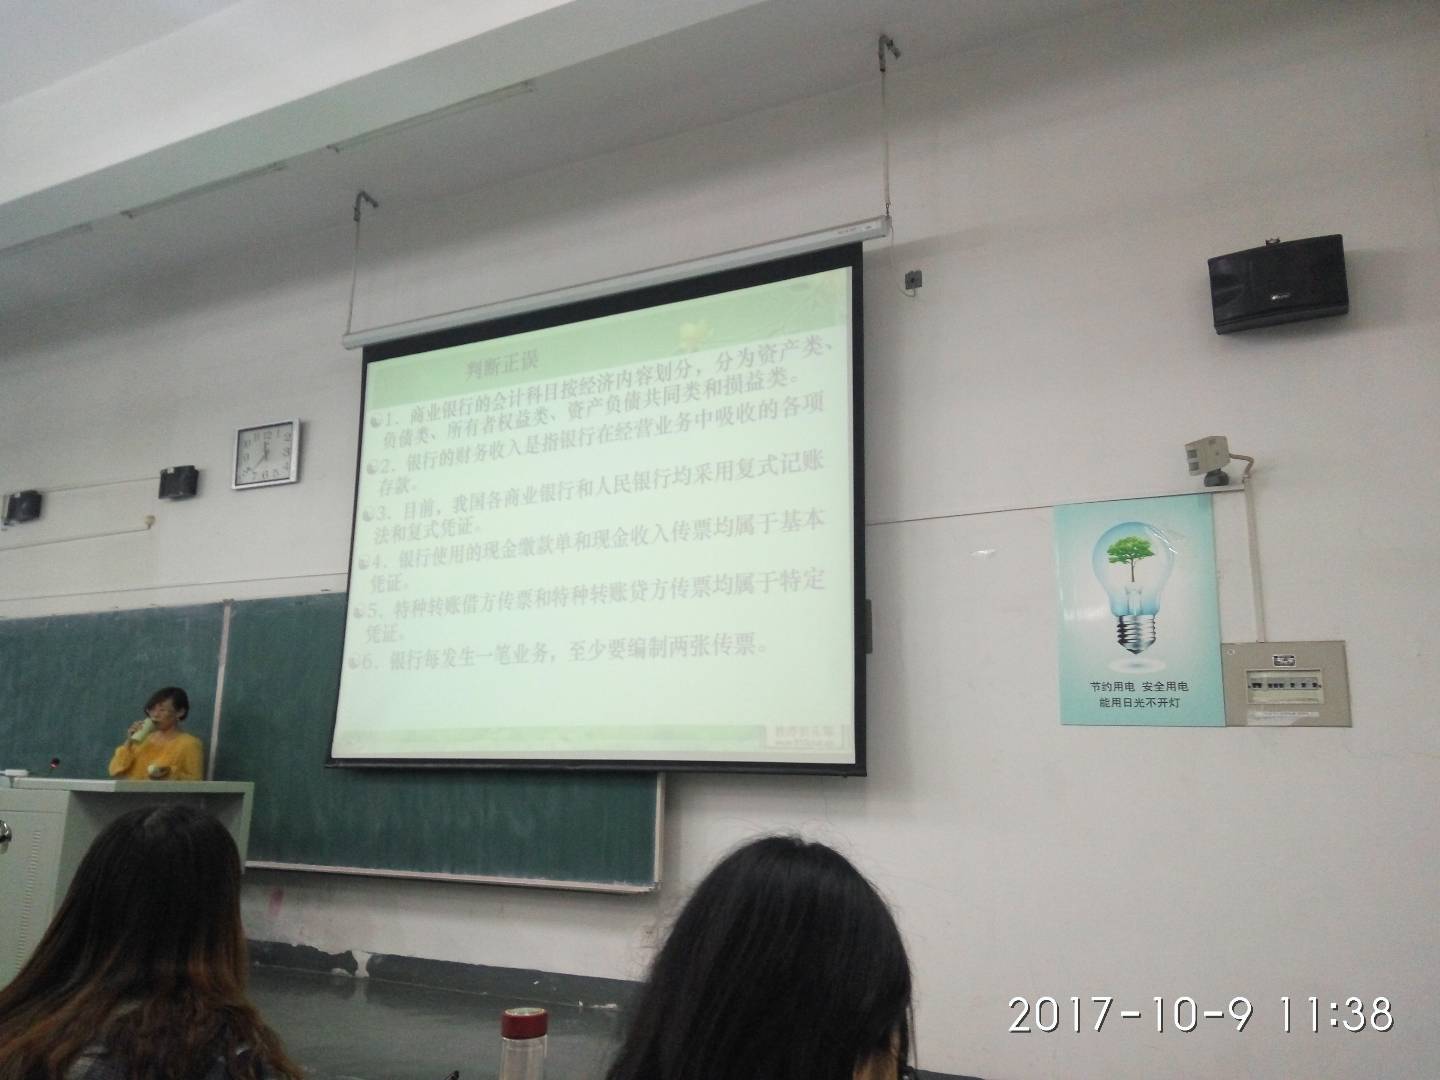 判断正误
1．商业银行的会计科目按经济内容划分，分为资产类、
负债类、所有者权益类、资产负债共同类和损益类。
2．银行的财务收入是指银行在经营业务中吸收的各项
存款。
3．目前，我国各商业银行和人民银行均采用复式记账
法和复式凭证。
4．银行使用的现金缴款单和现金收入传票均属于基本
凭证。
5．特种转账借方传票和特种转账贷方传票均属于特定
凭证。
6．银行每发生一笔业务，至少要编制两张传票。
节约用电 安全用电
能用日光不开灯
2017-10-9 11:38